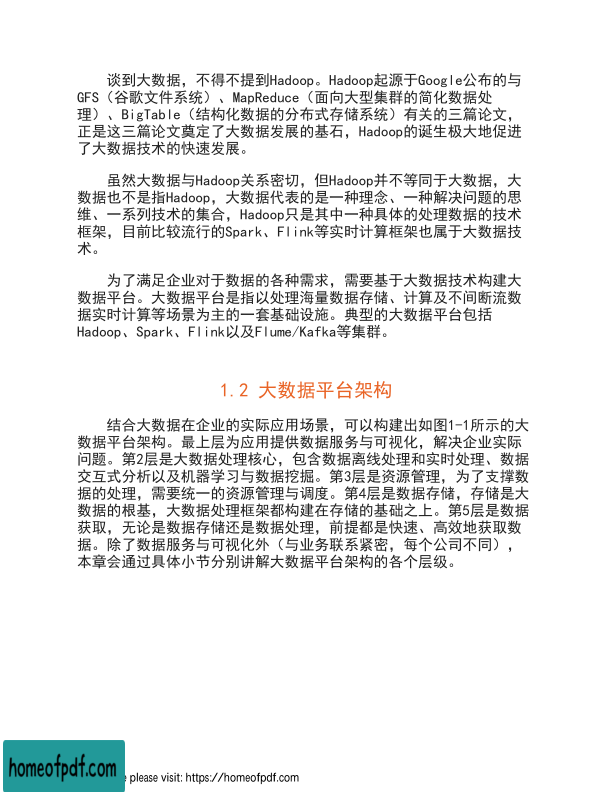 谈到大数据，不得不提到Hadoop。Hadoop起源于Google公布的与
GFS（谷歌文件系统）、MapReduce（面向大型集群的简化数据处
理）、BigTable（结构化数据的分布式存储系统）有关的三篇论文，
正是这三篇论文奠定了大数据发展的基石，Hadoop的诞生极大地促进
了大数据技术的快速发展。
虽然大数据与Hadoop关系密切，但Hadoop并不等同于大数据，大
数据也不是指Hadoop，大数据代表的是一种理念、一种解决问题的思
维、一系列技术的集合，Hadoop只是其中一种具体的处理数据的技术
框架，目前比较流行的Spark、Flink等实时计算框架也属于大数据技
术。
为了满足企业对于数据的各种需求，需要基于大数据技术构建大
数据平台。大数据平台是指以处理海量数据存储、计算及不间断流数
据实时计算等场景为主的一套基础设施。典型的大数据平台包括
Hadoop、Spark、Flink以及Flume/Kafka等集群。
1.2 大数据平台架构
结合大数据在企业的实际应用场景，可以构建出如图1-1所示的大
数据平台架构。最上层为应用提供数据服务与可视化，解决企业实际
问题。第2层是大数据处理核心，包含数据离线处理和实时处理、数据
交互式分析以及机器学习与数据挖掘。第3层是资源管理，为了支撑数
据的处理，需要统一的资源管理与调度。第4层是数据存储，存储是大
数据的根基，大数据处理框架都构建在存储的基础之上。第5层是数据
获取，无论是数据存储还是数据处理，前提都是快速、高效地获取数
据。除了数据服务与可视化外（与业务联系紧密，每个公司不同），
本章会通过具体小节分别讲解大数据平台架构的各个层级。
homeofpdf.com
please visit: https://homeofpdf.com